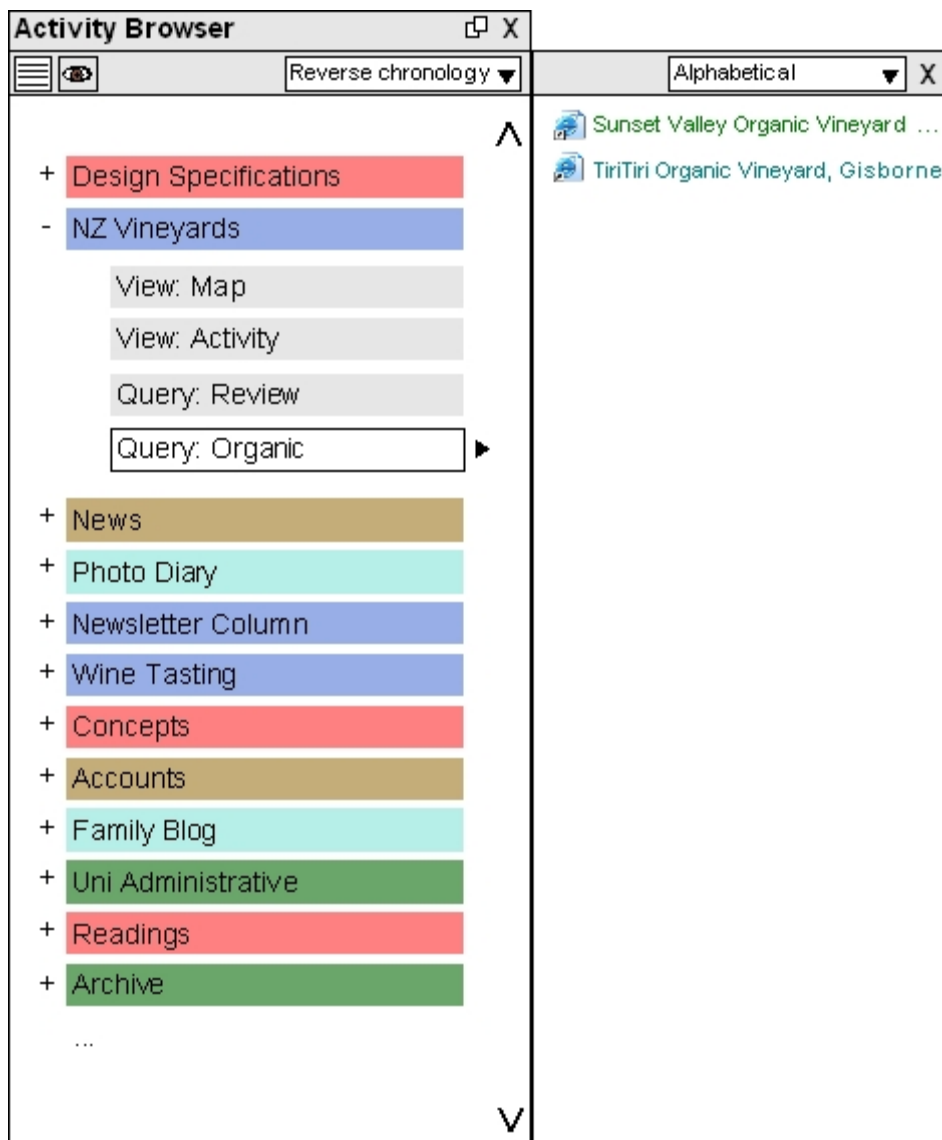 Activity Browser X
Reverse chronology
Alphabetical X
Sunset Valley Organic Vineyard ...
TiriTiri Organic Vineyard, Gisborne
+ Design Specifications
- NZ Vineyards
View: Map
View: Activity
Query: Review
Query: Organic
+ News
+ Photo Diary
+ Newsletter Column
+ Wine Tasting
+ Concepts
+ Accounts
+ Family Blog
+ Uni Administrative
+ Readings
+ Archive
...